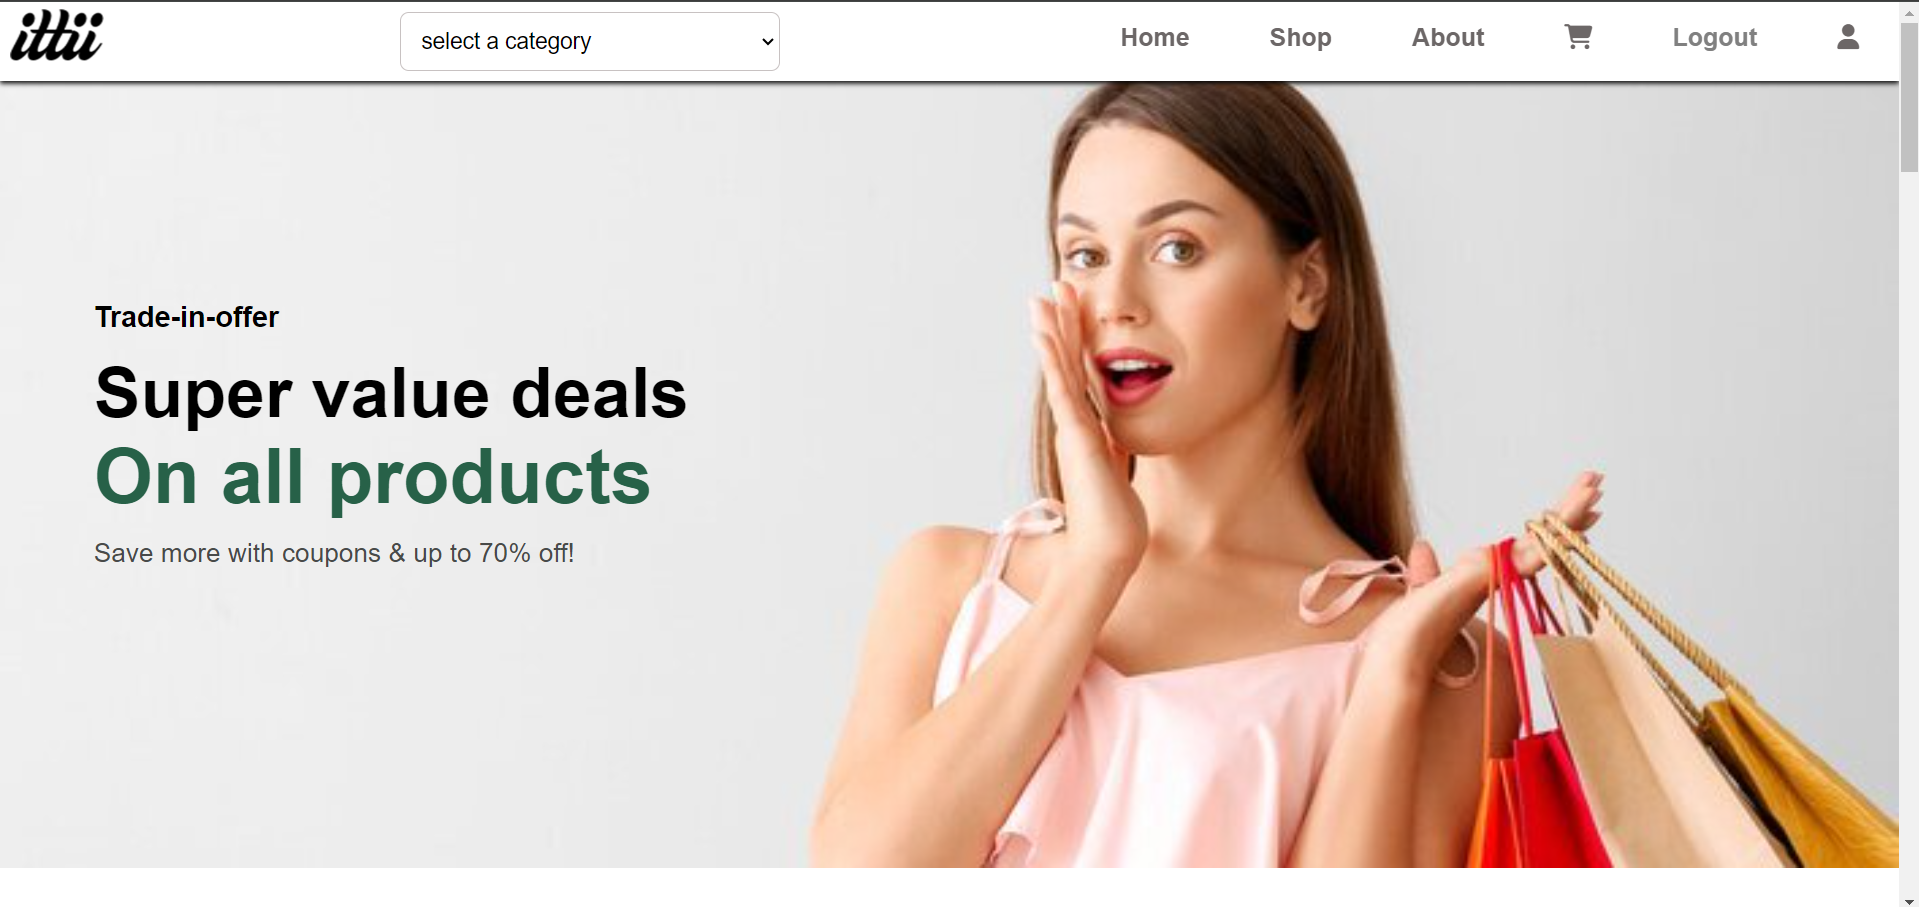 ittii
select a category
Home
Shop
About
Logout
Trade-in-offer
Super value deals
On all products
Save more with coupons & up to 70% off!